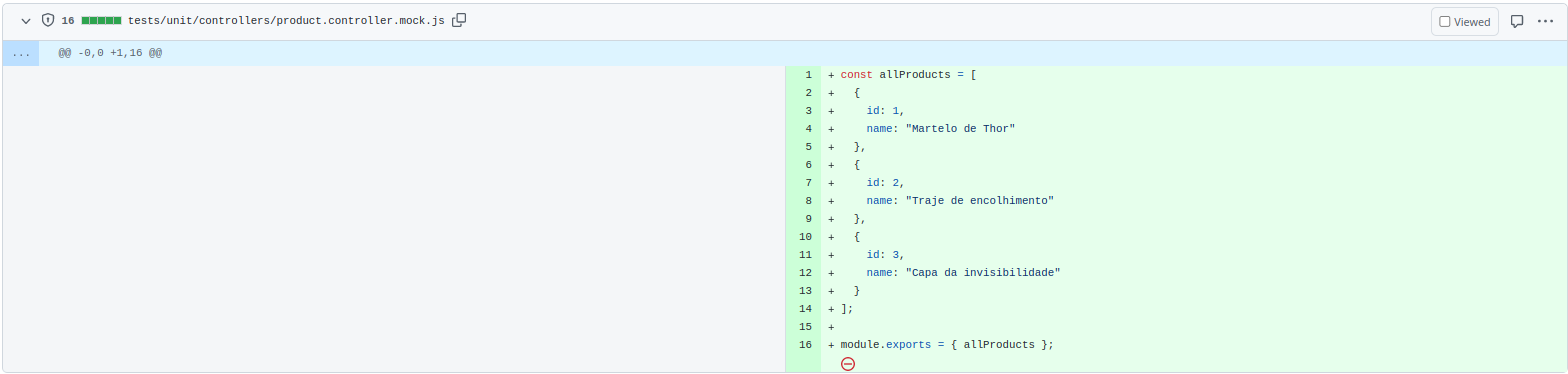 16 tests/unit/controllers/product.controller.mock.js Viewed ...
... @@ -0,0 +1,16 @@
1 + const allProducts = [
2 +   {
3 +     id: 1,
4 +     name: "Martelo de Thor"
5 +   },
6 +   {
7 +     id: 2,
8 +     name: "Traje de encolhimento"
9 +   },
10 +   {
11 +     id: 3,
12 +     name: "Capa da invisibilidade"
13 +   }
14 + ];
15 +
16 + module.exports = { allProducts };